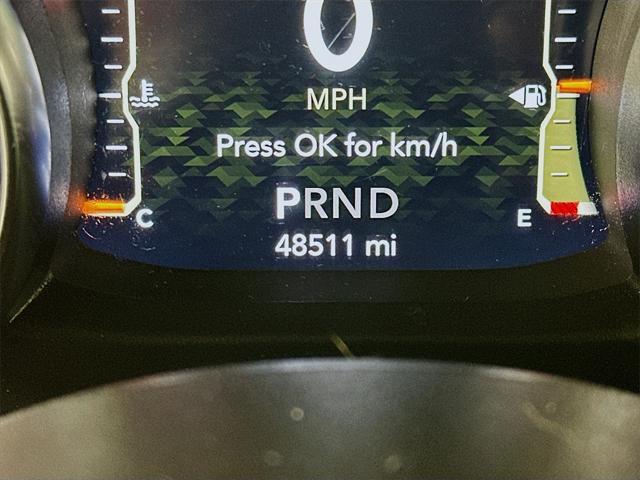 0
MPH
Press OK for km/h
PRND
C
E
48511 mi